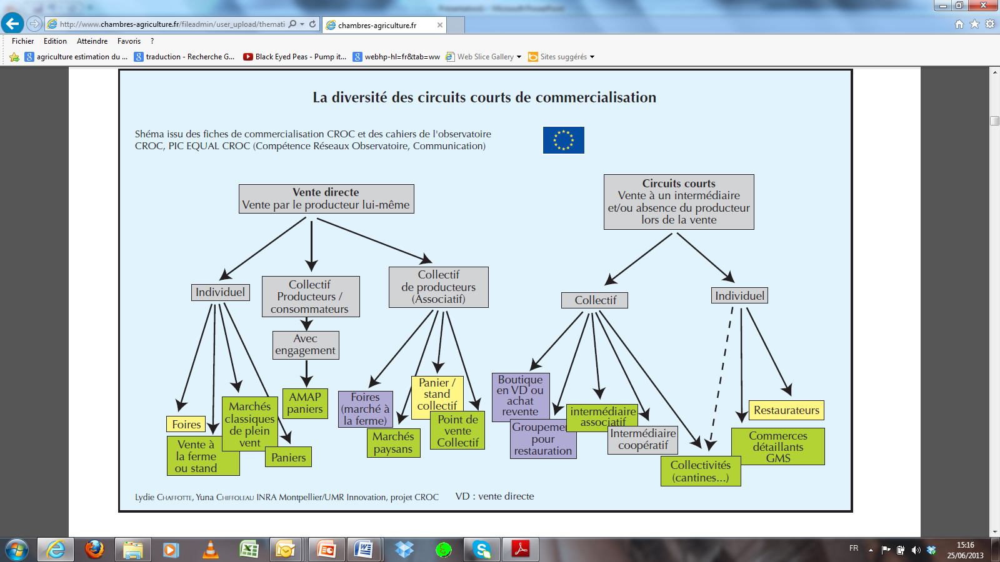 http://www.chambres-agriculture.fr/fileadmin/user_upload/themati
chambres-agriculture.fr
Fichier Edition Atteindre Favoris ?
agriculture estimation du ... traduction - Recherche G... Black Eyed Peas - Pump it... webhp-hl=fr&tab=ww Web Slice Gallery Sites suggérés
La diversité des circuits courts de commercialisation
Shéma issu des fiches de commercialisation CROC et des cahiers de l'observatoire
CROC, PIC EQUAL CROC (Compétence Réseaux Observatoire, Communication)
Vente directe
Vente par le producteur lui-même
Circuits courts
Vente à un intermédiaire
et/ou absence du producteur
lors de la vente
Individuel
Collectif
Producteurs /
consommateurs
Collectif
de producteurs
(Associatif)
Collectif
Individuel
Avec
engagement
Foires
Vente à
la ferme
ou stand
Marchés
classiques
de plein
vent
Paniers
AMAP
paniers
Foires
(marché à
la ferme)
Marchés
paysans
Panier /
stand
collectif
Point de
vente
Collectif
Boutique
en VD ou
achat
revente
Groupemen
pour
restauration
intermédiaire
associatif
Intermédiaire
coopératif
Collectivités
(cantines...)
Restaurateurs
Commerces
détaillants
GMS
Lydie CHAFFOTTE, Yuna CHIFFOLEAU INRA Montpellier/UMR Innovation, projet CROC VD : vente directe
FR
15:16
25/06/2013